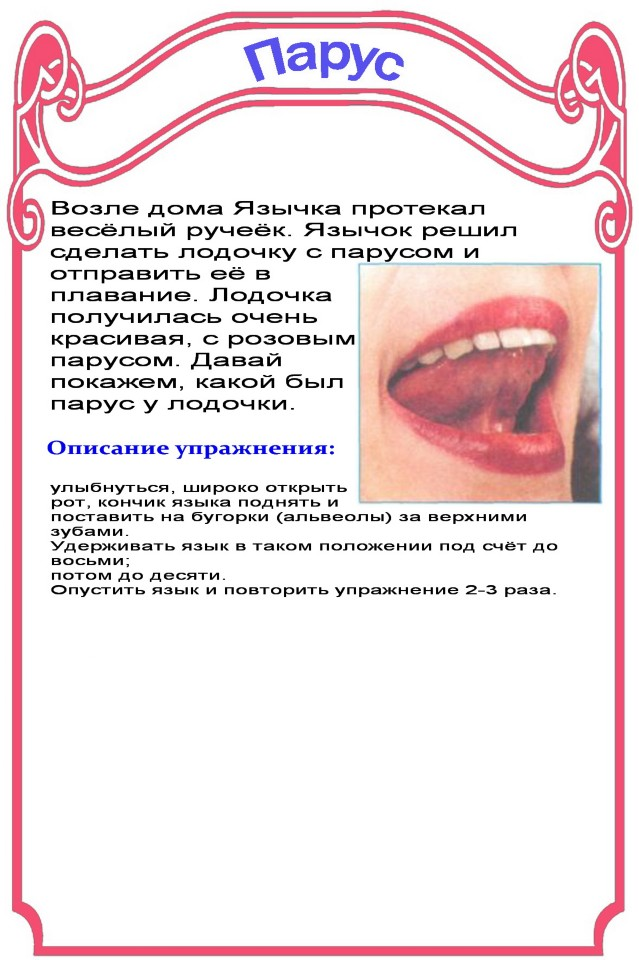 Парус
Возле дома Язычка протекал
весёлый ручеёк. Язычок решил
сделать лодочку с парусом и
отправить её в
плавание. Лодочка
получилась очень
красивая, с розовым
парусом. Давай
покажем, какой был
парус у лодочки.
Описание упражнения:
улыбнуться, широко открыть
рот, кончик языка поднять и
поставить на бугорки (альвеолы) за верхними
зубами.
Удерживать язык в таком положении под счёт до
восьми;
потом до десяти.
Опустить язык и повторить упражнение 2-3 раза.